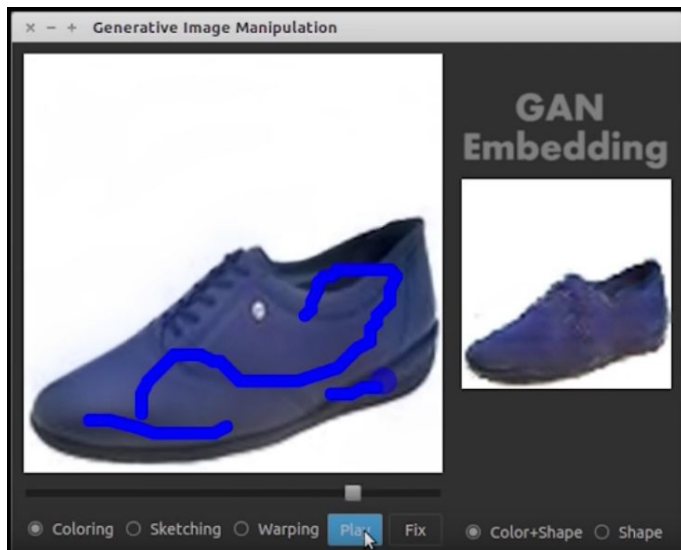 Generative Image Manipulation
GAN
Embedding
Coloring Sketching Warping Play Fix
Color+Shape Shape